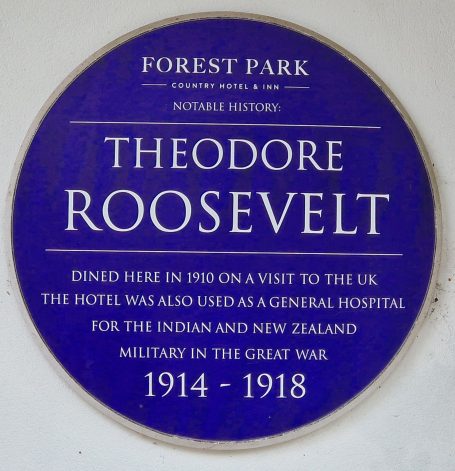 FOREST PARK
COUNTRY HOTEL & INN
NOTABLE HISTORY:
THEODORE
ROOSEVELT
DINED HERE IN 1910 ON A VISIT TO THE UK
THE HOTEL WAS ALSO USED AS A GENERAL HOSPITAL
FOR THE INDIAN AND NEW ZEALAND
MILITARY IN THE GREAT WAR
1914 - 1918